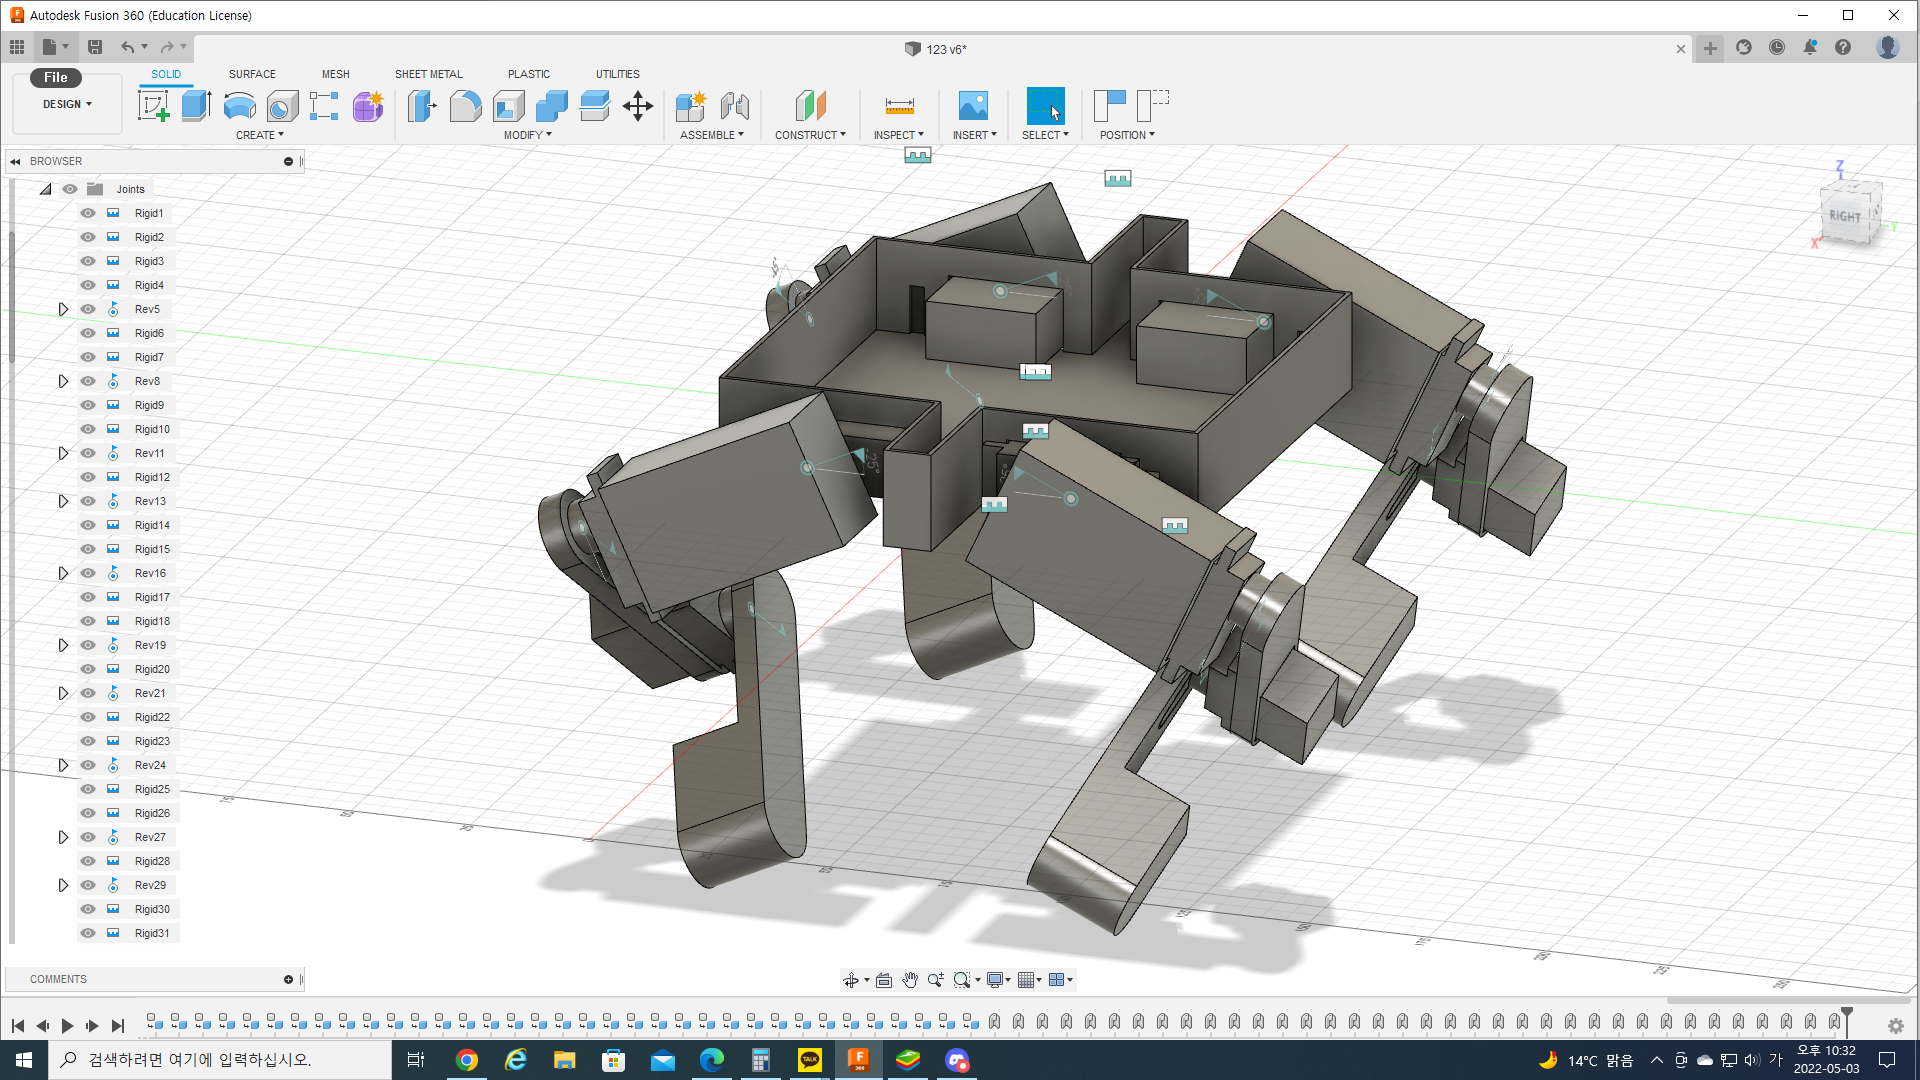 Autodesk Fusion 360 (Education License)
123 v6*
File
DESIGN
SOLID
SURFACE
MESH
SHEET METAL
PLASTIC
UTILITIES
CREATE
MODIFY
ASSEMBLE
CONSTRUCT
INSPECT
INSERT
SELECT
POSITION
BROWSER
Joints
Rigid1
Rigid2
Rigid3
Rigid4
Rev5
Rigid6
Rigid7
Rev8
Rigid9
Rigid10
Rev11
Rigid12
Rev13
Rigid14
Rigid15
Rev16
Rigid17
Rigid18
Rev19
Rigid20
Rev21
Rigid22
Rigid23
Rev24
Rigid25
Rigid26
Rev27
Rigid28
Rev29
Rigid30
Rigid31
Z
RIGHT
Y
X
COMMENTS
검색하려면 여기에 입력하십시오.
TALK
F
360
14°C 맑음
가
오후 10:32
2022-05-03